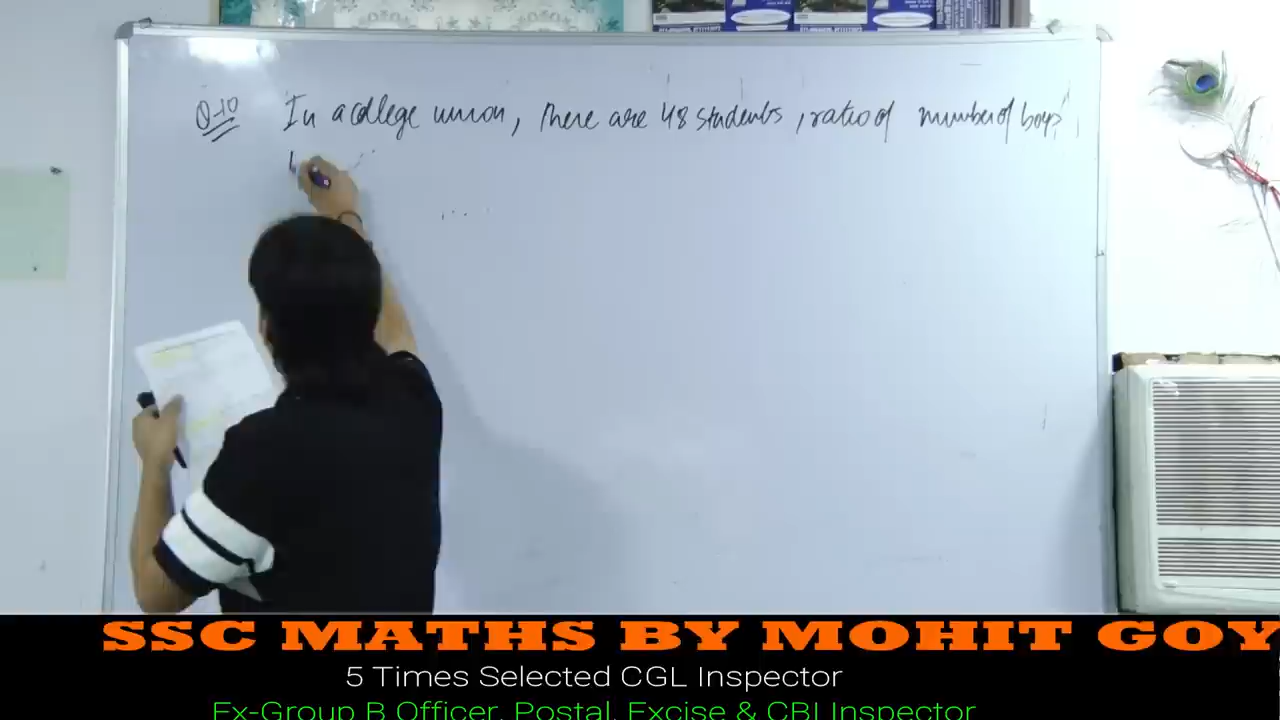 Q-10 In a college union, there are 48 students, ratio of number of boys
SSC MATHS BY MOHIT GOY
5 Times Selected CGL Inspector
Ex-Group B Officer, Postal, Excise & CBI Inspector